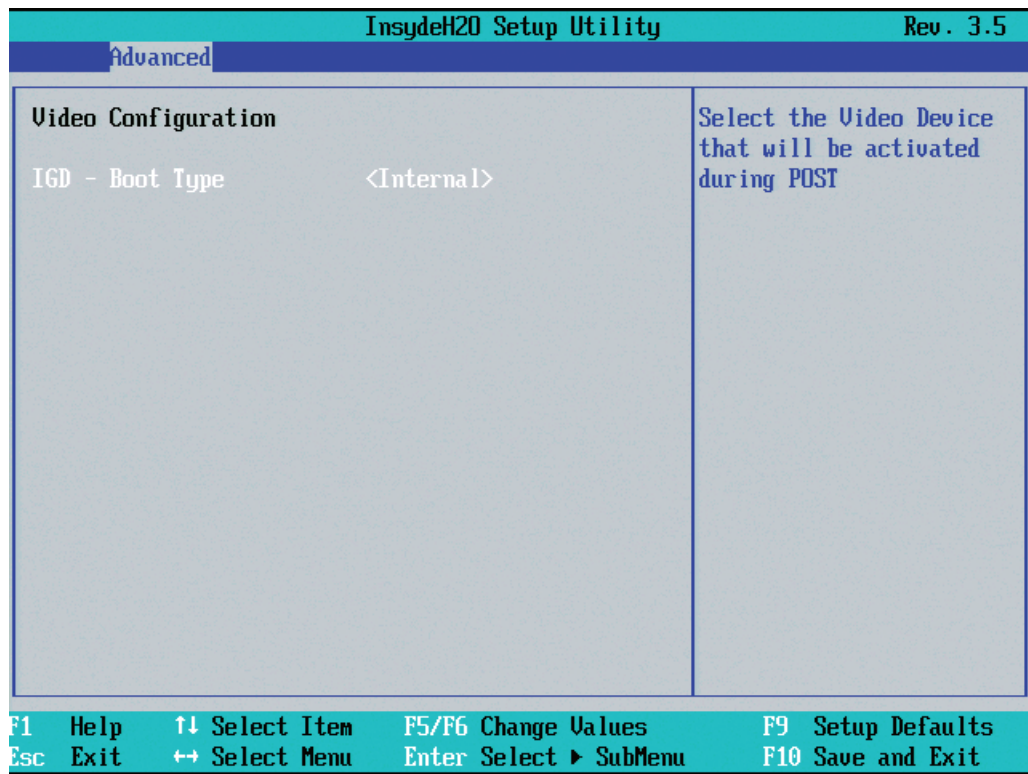 InsydeH2O Setup Utility Rev. 3.5
Advanced
Video Configuration
IGD - Boot Type <Internal>
Select the Video Device
that will be activated
during POST
F1 Help ↑↓ Select Item F5/F6 Change Values F9 Setup Defaults
Esc Exit ↔ Select Menu Enter Select ▶ SubMenu F10 Save and Exit